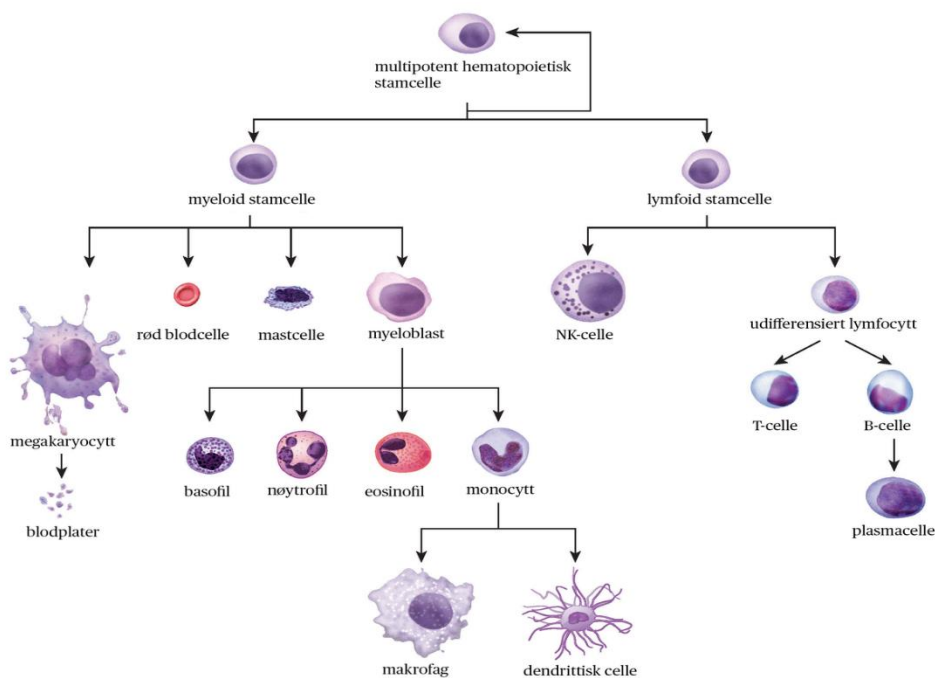 multipotent hematopoietisk
stamcelle
myeloid stamcelle
lymfoid stamcelle
rød blodcelle
mastcelle
myeloblast
NK-celle
udifferensiert lymfocytt
megakaryocytt
T-celle
B-celle
basofil
nøytrofil
eosinofil
monocytt
blodplater
plasmacelle
makrofag
dendrittisk celle